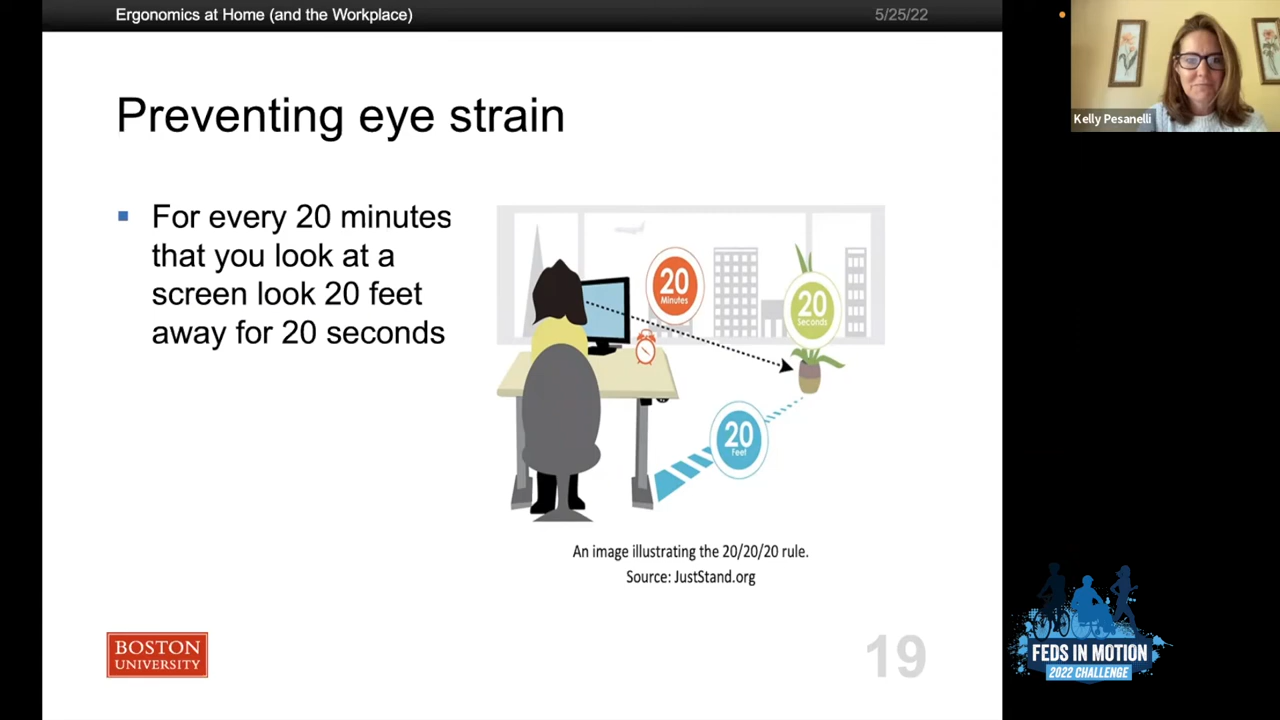 Ergonomics at Home (and the Workplace)
5/25/22
Kelly Pesanelli
Preventing eye strain
For every 20 minutes
that you look at a
screen look 20 feet
away for 20 seconds
20
Minutes
20
Seconds
20
Feet
An image illustrating the 20/20/20 rule.
Source: JustStand.org
BOSTON
UNIVERSITY
19
FEDS IN MOTION
2022 CHALLENGE